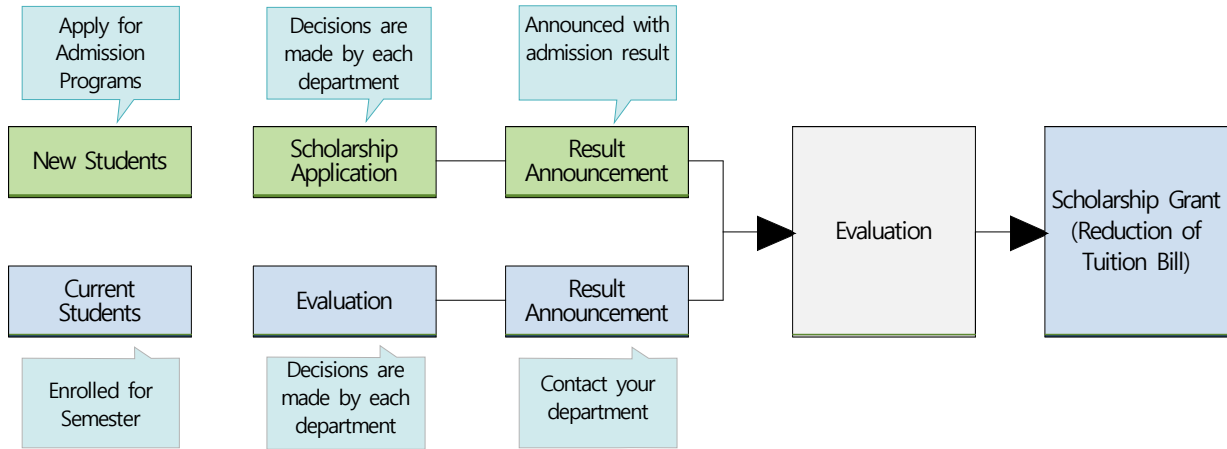 Apply for
Admission
Programs
Decisions are
made by each
department
Announced with
admission result
New Students
Scholarship
Application
Result
Announcement
Evaluation
Scholarship Grant
(Reduction of
Tuition Bill)
Current
Students
Evaluation
Result
Announcement
Enrolled for
Semester
Decisions are
made by each
department
Contact your
department